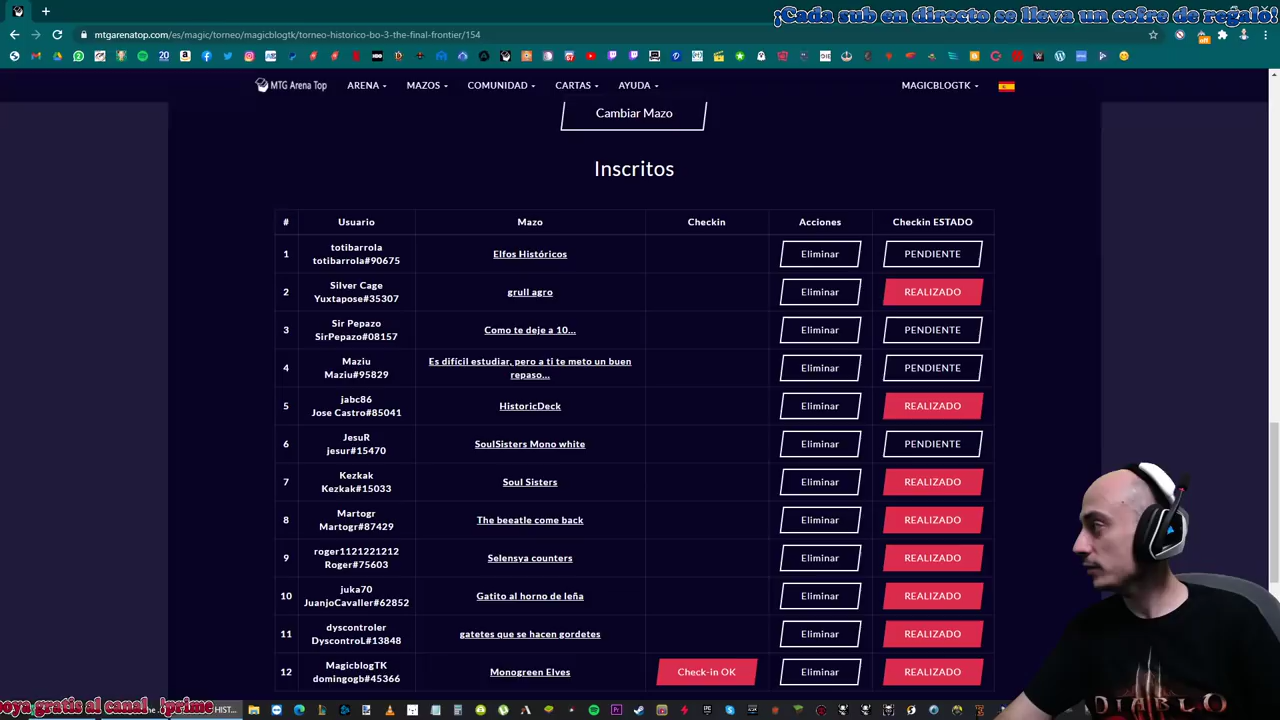 ¡Cada sub en directo se lleva un cofre de regalo!
mtgarenatop.com/es/magic/torneo/magicblogtk/torneo-historico-bo-3-the-final-frontier/154
MTG Arena Top ARENA MAZOS COMUNIDAD CARTAS AYUDA MAGICBLOGTK
Cambiar Mazo
Inscritos
# Usuario Mazo Checkin Acciones Checkin ESTADO
1 totibarrola totibarrola#90675 Elfos Históricos Eliminar PENDIENTE
2 Silver Cage Yuxtapose#35307 grull agro Eliminar REALIZADO
3 Sir Pepazo SirPepazo#08157 Como te deje a 10... Eliminar PENDIENTE
4 Maziu Maziu#95829 Es difícil estudiar, pero a ti te meto un buen repaso... Eliminar PENDIENTE
5 jabc86 Jose Castro#85041 HistoricDeck Eliminar REALIZADO
6 JesuR jesur#15470 SoulSisters Mono white Eliminar PENDIENTE
7 Kezkak Kezkak#15033 Soul Sisters Eliminar REALIZADO
8 Martogr Martogr#87429 The beeatle come back Eliminar REALIZADO
9 roger1121221212 Roger#75603 Selensya counters Eliminar REALIZADO
10 juka70 JuanjoCavaller#62852 Gatito al horno de leña Eliminar REALIZADO
11 dyscontroler DyscontroL#13848 gatetes que se hacen gordetes Eliminar REALIZADO
12 MagicblogTK domingogb#45366 Monogreen Elves Check-in OK Eliminar REALIZADO
DIABLO
poya gratis al canal !prime